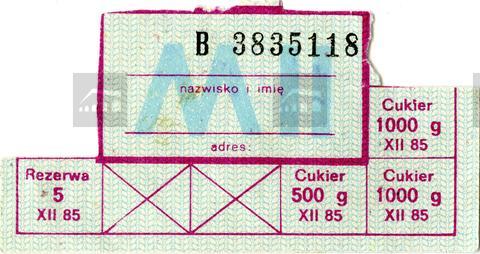 B 3835118
nazwisko i imię
M II
adres:
Cukier
1000 g
XII 85
Rezerwa
5
XII 85
Cukier
500 g
XII 85
Cukier
1000 g
XII 85